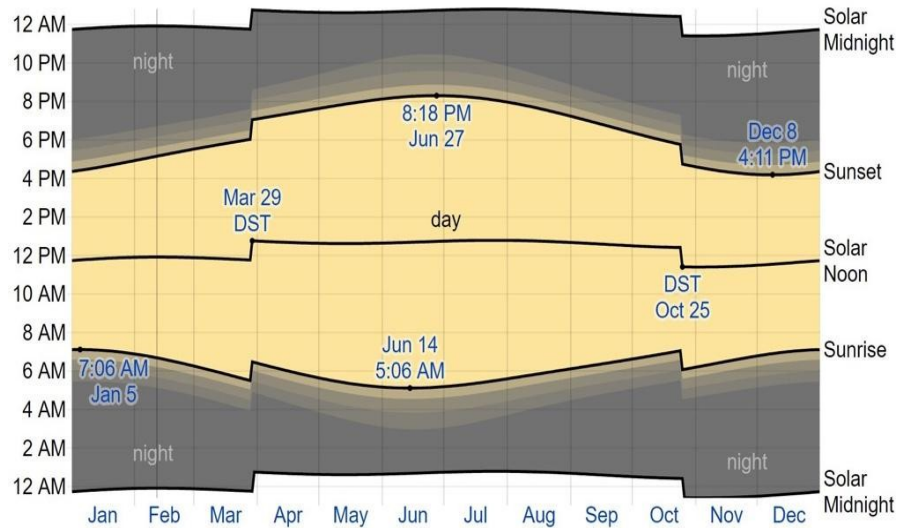 12 AM
10 PM
8 PM
6 PM
4 PM
2 PM
12 PM
10 AM
8 AM
6 AM
4 AM
2 AM
12 AM
Solar
Midnight
Sunset
Solar
Noon
Sunrise
Solar
Midnight
night
night
8:18 PM
Jun 27
Dec 8
4:11 PM
Mar 29
DST
day
DST
Oct 25
Jun 14
5:06 AM
7:06 AM
Jan 5
night
night
Jan Feb Mar Apr May Jun Jul Aug Sep Oct Nov Dec